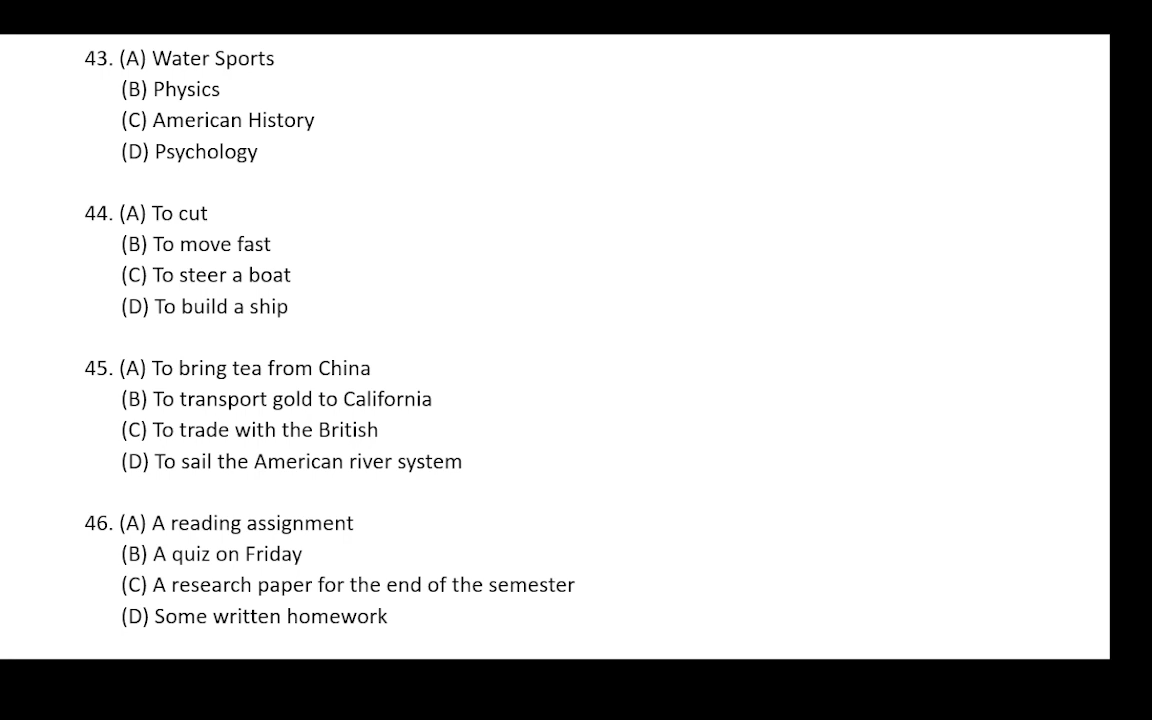 43. (A) Water Sports
(B) Physics
(C) American History
(D) Psychology
44. (A) To cut
(B) To move fast
(C) To steer a boat
(D) To build a ship
45. (A) To bring tea from China
(B) To transport gold to California
(C) To trade with the British
(D) To sail the American river system
46. (A) A reading assignment
(B) A quiz on Friday
(C) A research paper for the end of the semester
(D) Some written homework